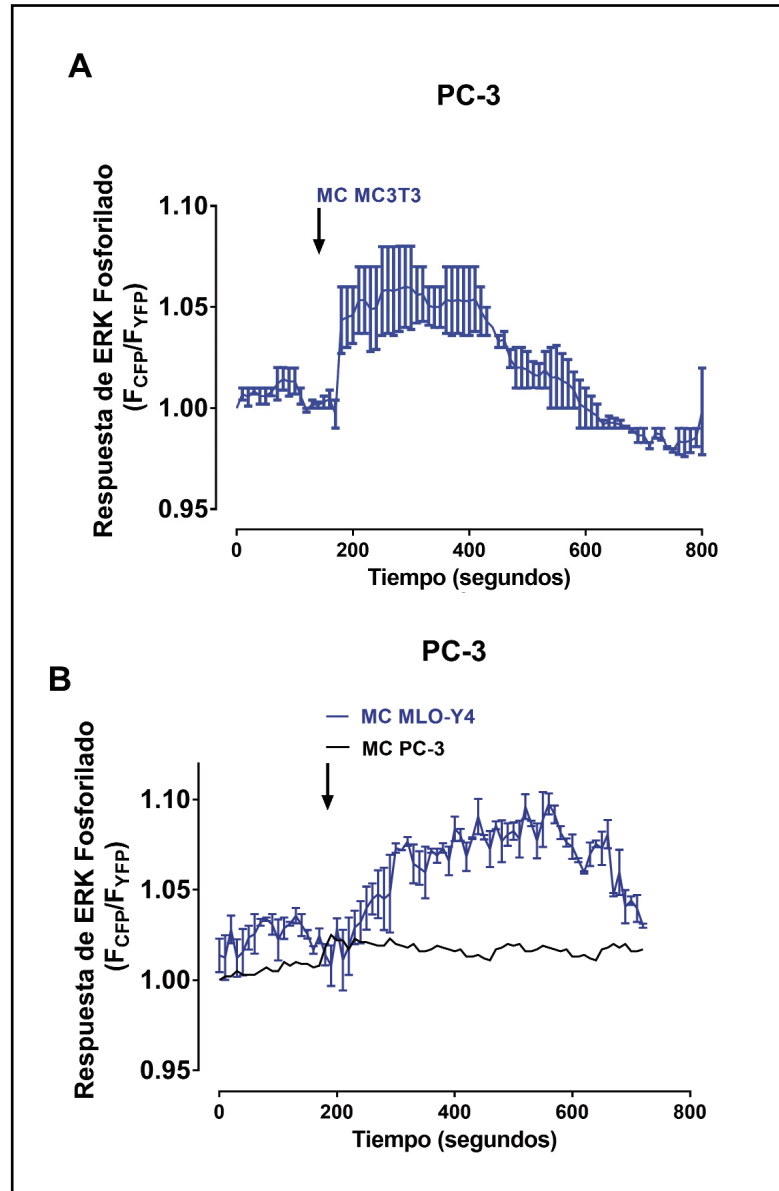 A
PC-3
MC MC3T3
Respuesta de ERK Fosforilado
(FCFP/FYFP)
1.10
1.05
1.00
0.95
0 200 400 600 800
Tiempo (segundos)
B
PC-3
MC MLO-Y4
MC PC-3
Respuesta de ERK Fosforilado
(FCFP/FYFP)
1.10
1.05
1.00
0.95
0 200 400 600 800
Tiempo (segundos)